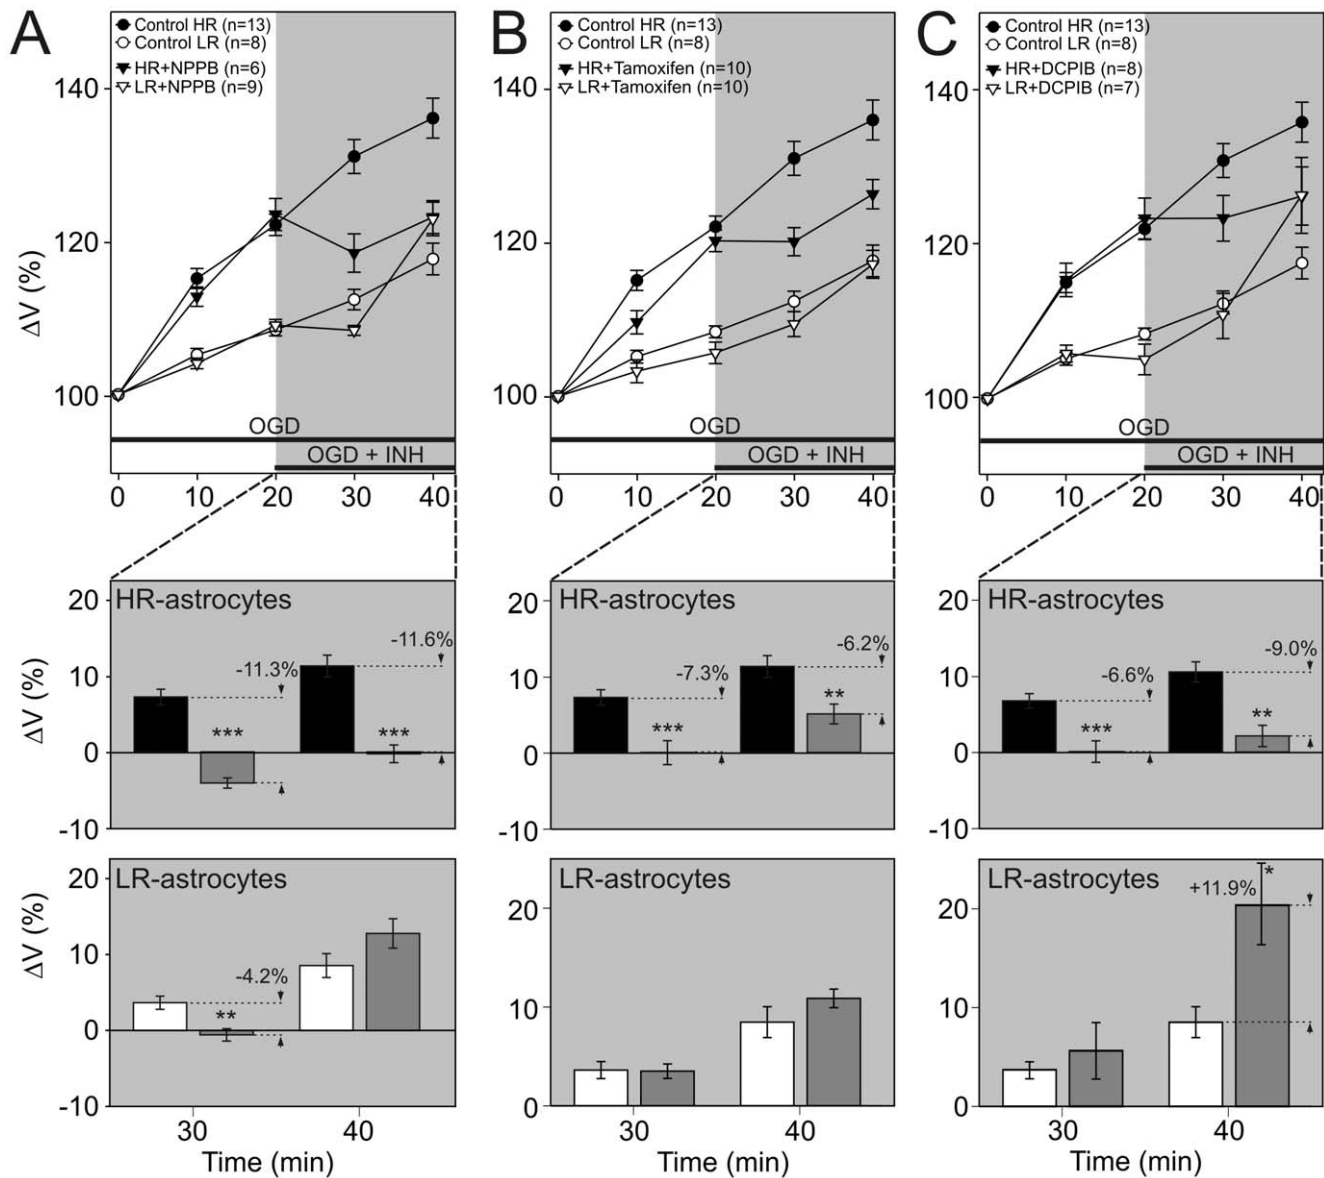 A
Control HR (n=13)
Control LR (n=8)
HR+NPPB (n=6)
LR+NPPB (n=9)
ΔV (%)
140
120
100
OGD
OGD + INH
0 10 20 30 40
B
Control HR (n=13)
Control LR (n=8)
HR+Tamoxifen (n=10)
LR+Tamoxifen (n=10)
140
120
100
OGD
OGD + INH
0 10 20 30 40
C
Control HR (n=13)
Control LR (n=8)
HR+DCPIB (n=8)
LR+DCPIB (n=7)
140
120
100
OGD
OGD + INH
0 10 20 30 40
HR-astrocytes
ΔV (%)
20
10
0
-10
-11.3%
-11.6%
***
***
HR-astrocytes
20
10
0
-10
-7.3%
-6.2%
***
**
HR-astrocytes
20
10
0
-10
-6.6%
-9.0%
***
**
LR-astrocytes
ΔV (%)
20
10
0
-10
-4.2%
**
30 40
Time (min)
LR-astrocytes
20
10
0
30 40
Time (min)
LR-astrocytes
20
10
0
+11.9%
*
30 40
Time (min)